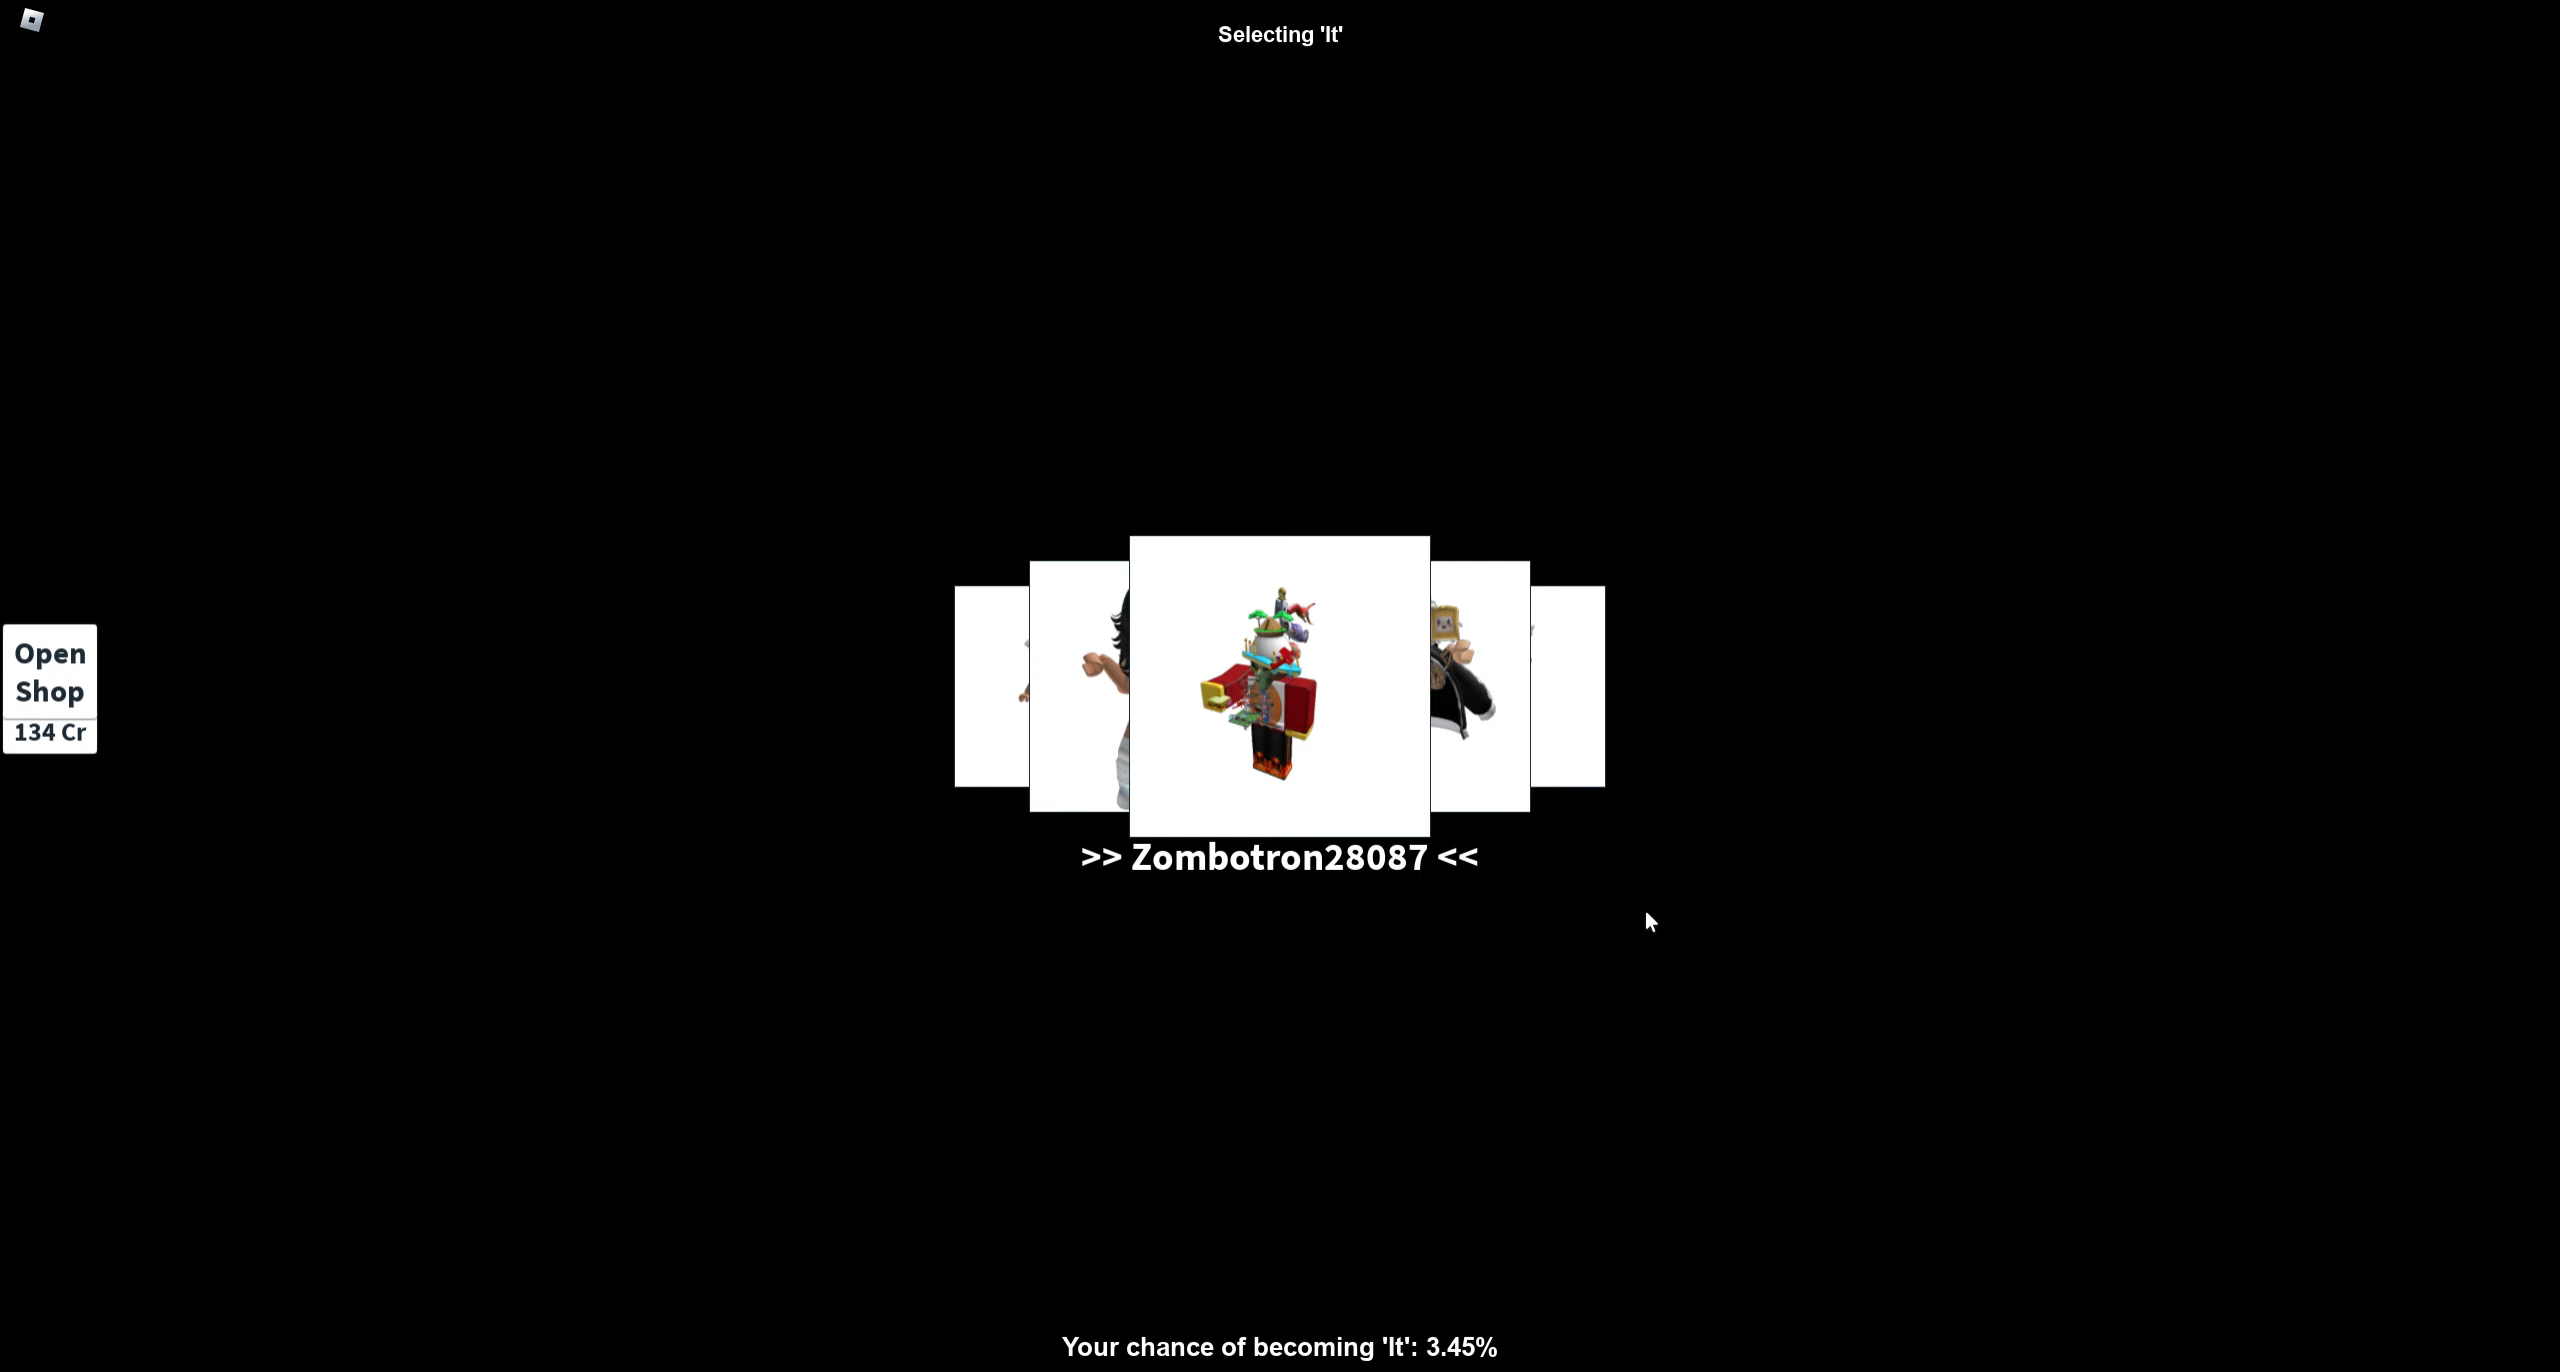 Selecting 'It'
Open
Shop
134 Cr
>> Zombotron28087 <<
Your chance of becoming 'It': 3.45%